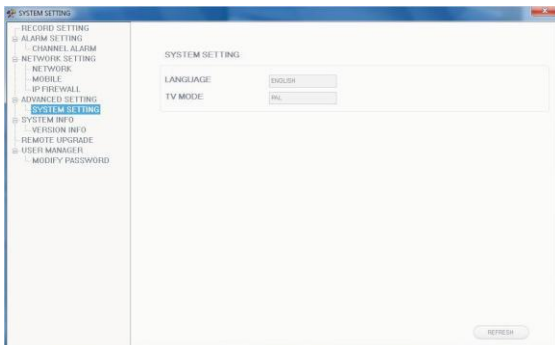 SYSTEM SETTING
RECORD SETTING
ALARM SETTING
CHANNEL ALARM
NETWORK SETTING
NETWORK
MOBILE
IP FIREWALL
ADVANCED SETTING
SYSTEM SETTING
SYSTEM INFO
VERSION INFO
REMOTE UPGRADE
USER MANAGER
MODIFY PASSWORD
SYSTEM SETTING
LANGUAGE ENGLISH
TV MODE PAL
REFRESH